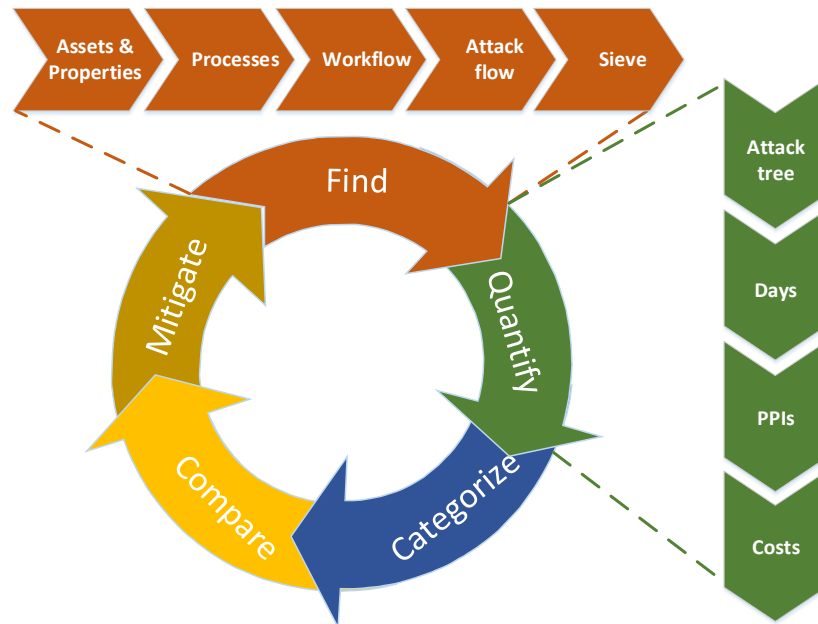 Assets &
Properties
Processes
Workflow
Attack
flow
Sieve
Attack
tree
Days
PPIs
Costs
Find
Quantify
Categorize
Compare
Mitigate